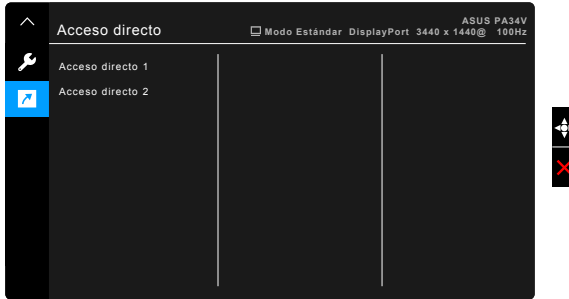 ASUS PA34V
Acceso directo
Modo Estándar DisplayPort 3440 x 1440@ 100Hz
Acceso directo 1
Acceso directo 2